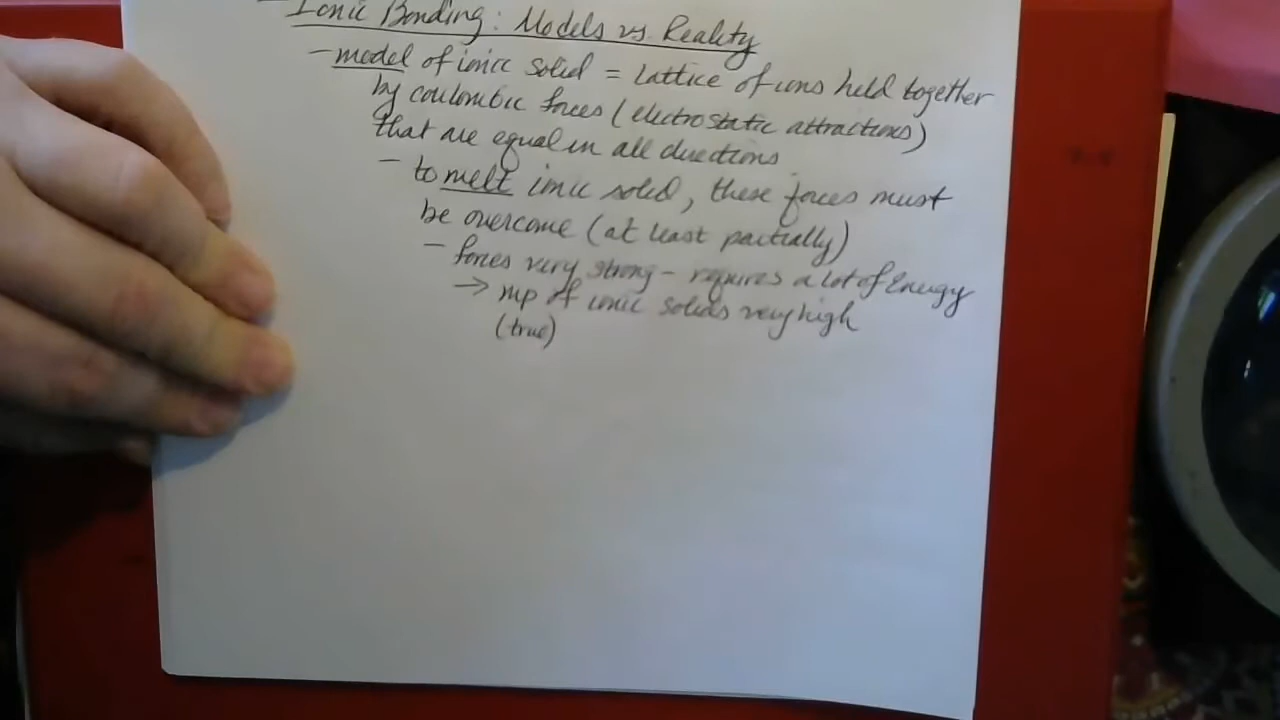 Ionic Bonding: Models vs. Reality
- model of ionic solid = lattice of ions held together
by coulombic forces (electrostatic attractions)
that are equal in all directions
- to melt ionic solid, these forces must
be overcome (at least partially)
- forces very strong - requires a lot of Energy
→ mp of ionic solids very high
(true)